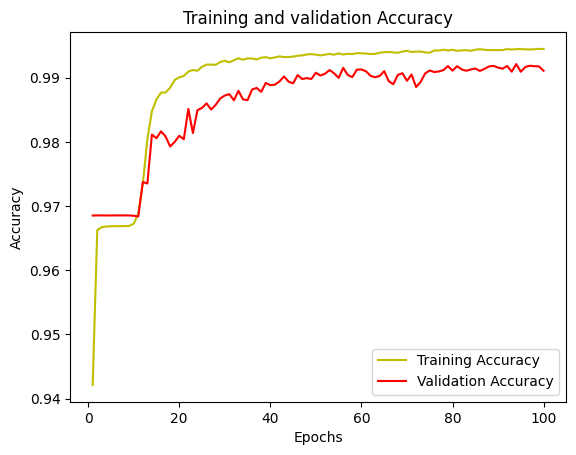 Training and validation Accuracy
0.99
0.98
0.97
0.96
0.95
0.94
Accuracy
0
20
40
60
80
100
Epochs
Training Accuracy
Validation Accuracy